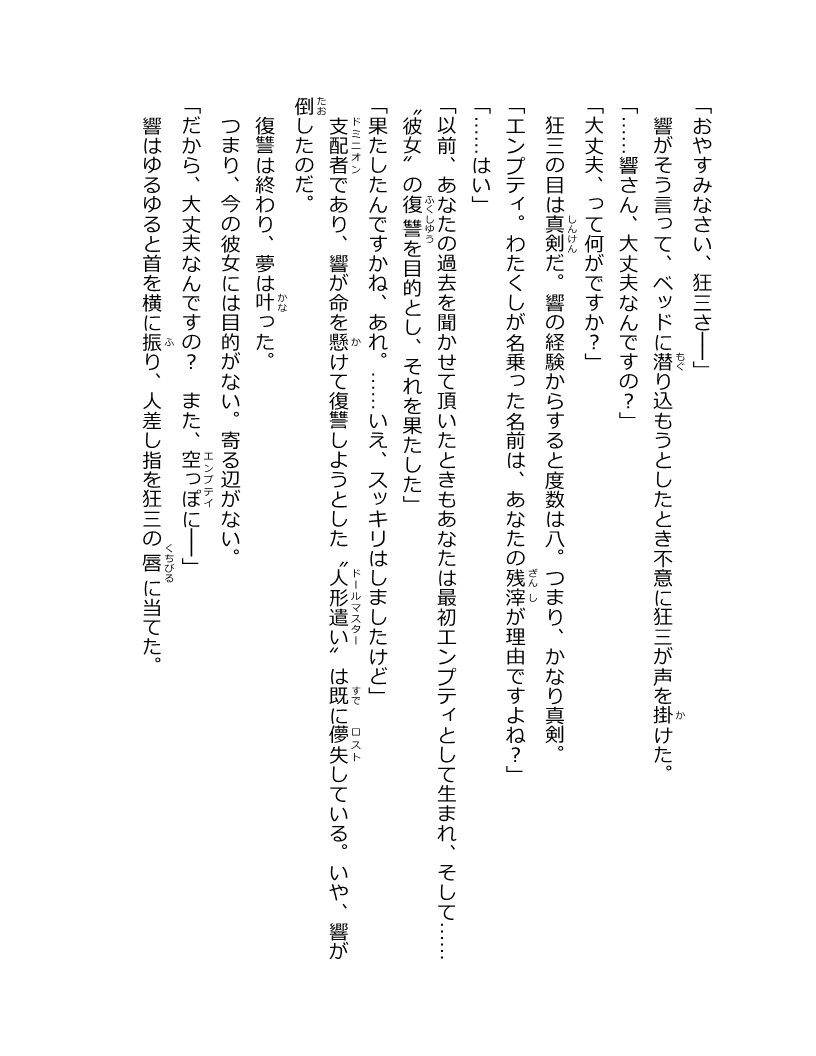 「おやすみなさい、狂三さ──」
響がそう言って、ベッドに潜り込もうとしたとき不意に狂三が声を掛けた。
「……響さん、大丈夫なんですの？」
「大丈夫、って何がですか？」
狂三の目は真剣だ。響の経験からすると度数は八。つまり、かなり真剣。
「エンプティ。わたくしが名乗った名前は、あなたの残滓が理由ですよね？」
「……はい」
「以前、あなたの過去を聞かせて頂いたときもあなたは最初エンプティとして生まれ、そして……
〝彼女〟の復讐を目的とし、それを果たした」
「果たしたんですかね、あれ。……いえ、スッキリはしましたけど」
支配者であり、響が命を懸けて復讐しようとした〝人形遣い〟は既に儚失している。いや、響が
倒したのだ。
復讐は終わり、夢は叶った。
つまり、今の彼女には目的がない。寄る辺がない。
「だから、大丈夫なんですの？　また、空っぽに──」
響はゆるゆると首を横に振り、人差し指を狂三の唇に当てた。